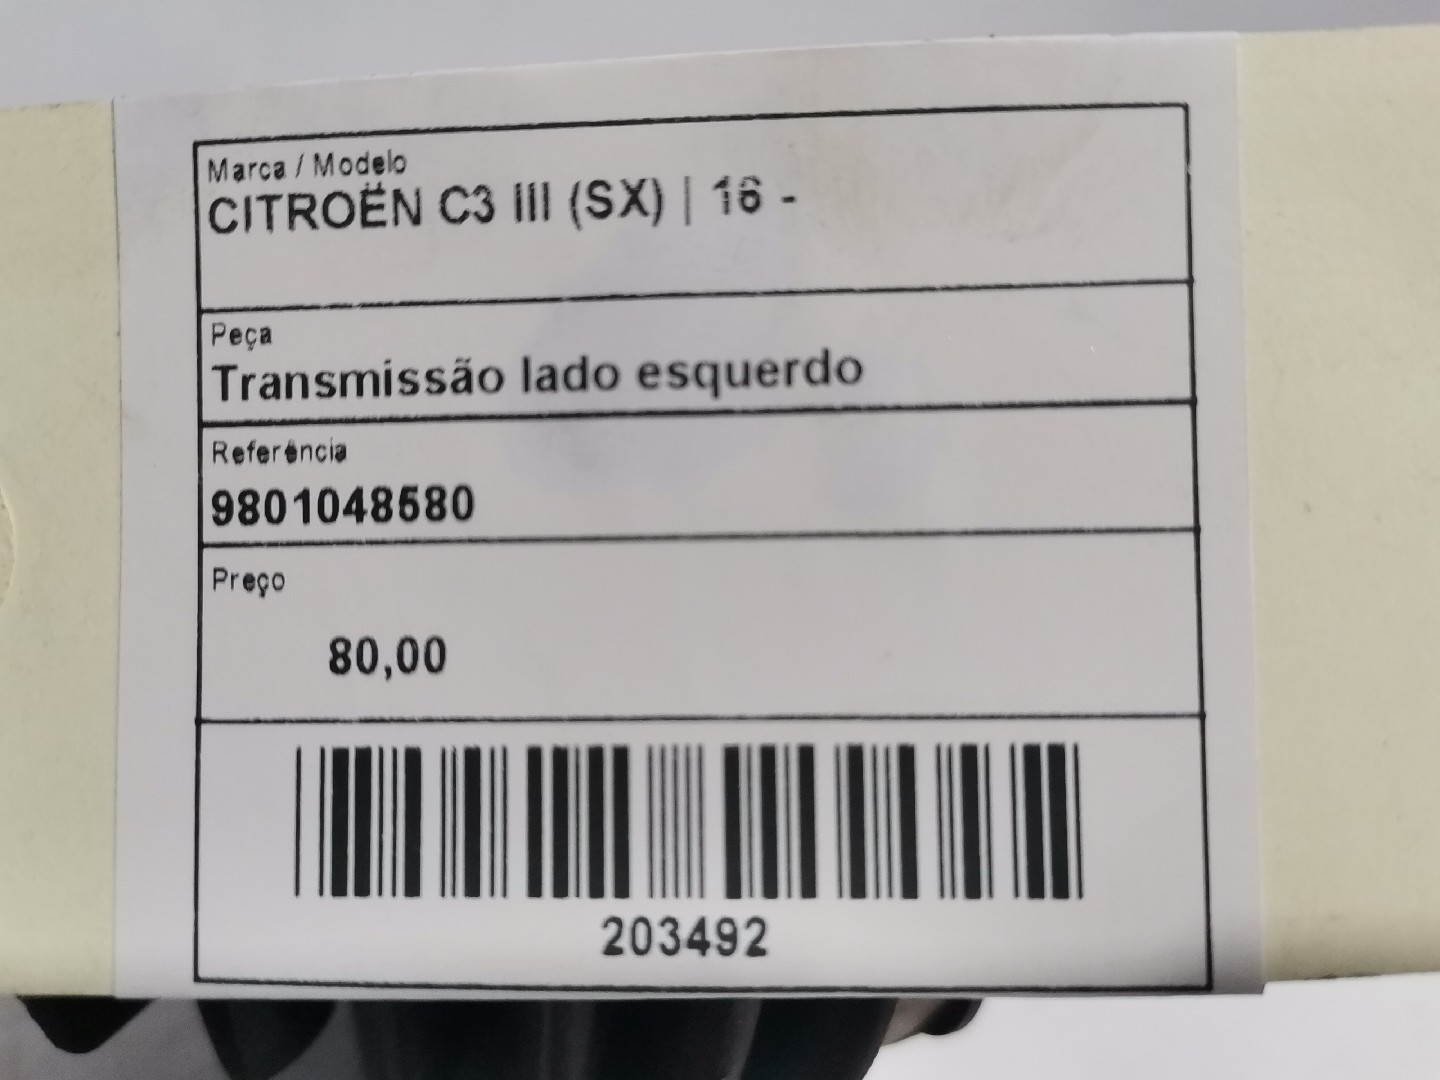 Marca / Modelo
CITROËN C3 III (SX) | 16 -
Peça
Transmissão lado esquerdo
Referência
9801048580
Preço
80,00
203492